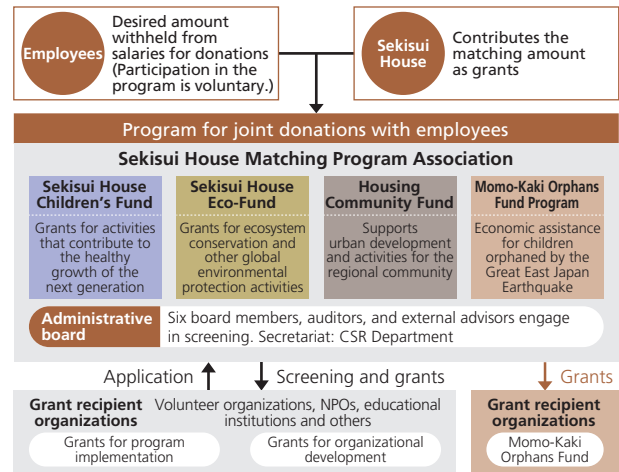 Employees
Desired amount
withheld from
salaries for donations
(Participation in the
program is voluntary.)
Sekisui
House
Contributes the
matching amount
as grants
Program for joint donations with employees
Sekisui House Matching Program Association
Sekisui House
Children's Fund
Grants for activities
that contribute to
the healthy
growth of the
next generation
Sekisui House
Eco-Fund
Grants for ecosystem
conservation and
other global
environmental
protection activities
Housing
Community Fund
Supports
urban development
and activities for the
regional community
Momo-Kaki Orphans
Fund Program
Economic assistance
for children
orphaned by the
Great East Japan
Earthquake
Administrative
board
Six board members, auditors, and external advisors engage
in screening. Secretariat: CSR Department
Application
Screening and grants
Grants
Grant recipient
organizations
Volunteer organizations, NPOs, educational
institutions and others
Grants for program
implementation
Grants for organizational
development
Grant recipient
organizations
Momo-Kaki
Orphans Fund